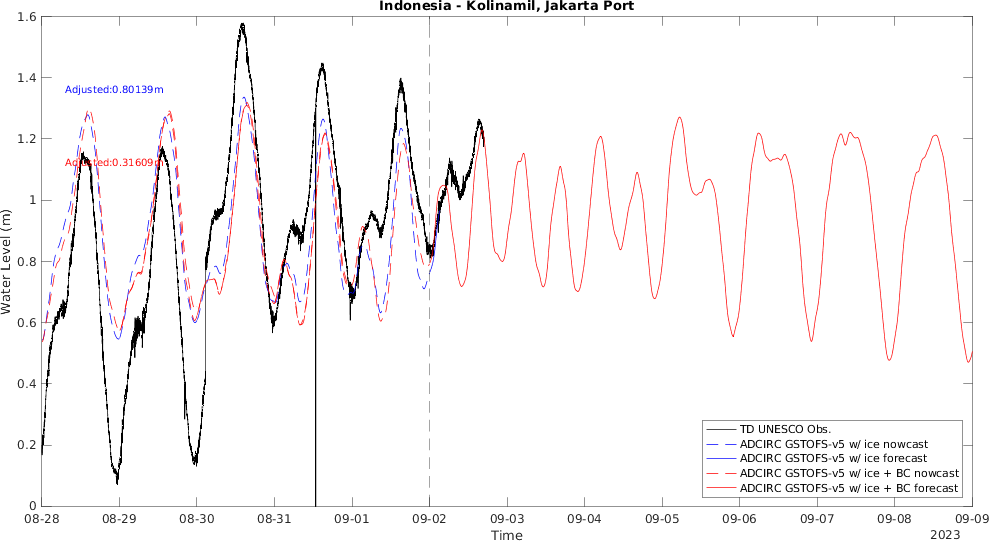 Indonesia - Kolinamil, Jakarta Port
1.6
1.4
1.2
1
0.8
0.6
0.4
0.2
0
Water Level (m)
Adjusted:0.80139m
Adjusted:0.31609m
TD UNESCO Obs.
ADCIRC GSTOFS-v5 w/ ice nowcast
ADCIRC GSTOFS-v5 w/ ice forecast
ADCIRC GSTOFS-v5 w/ ice + BC nowcast
ADCIRC GSTOFS-v5 w/ ice + BC forecast
08-28 08-29 08-30 08-31 09-01 09-02 09-03 09-04 09-05 09-06 09-07 09-08 09-09
Time
2023